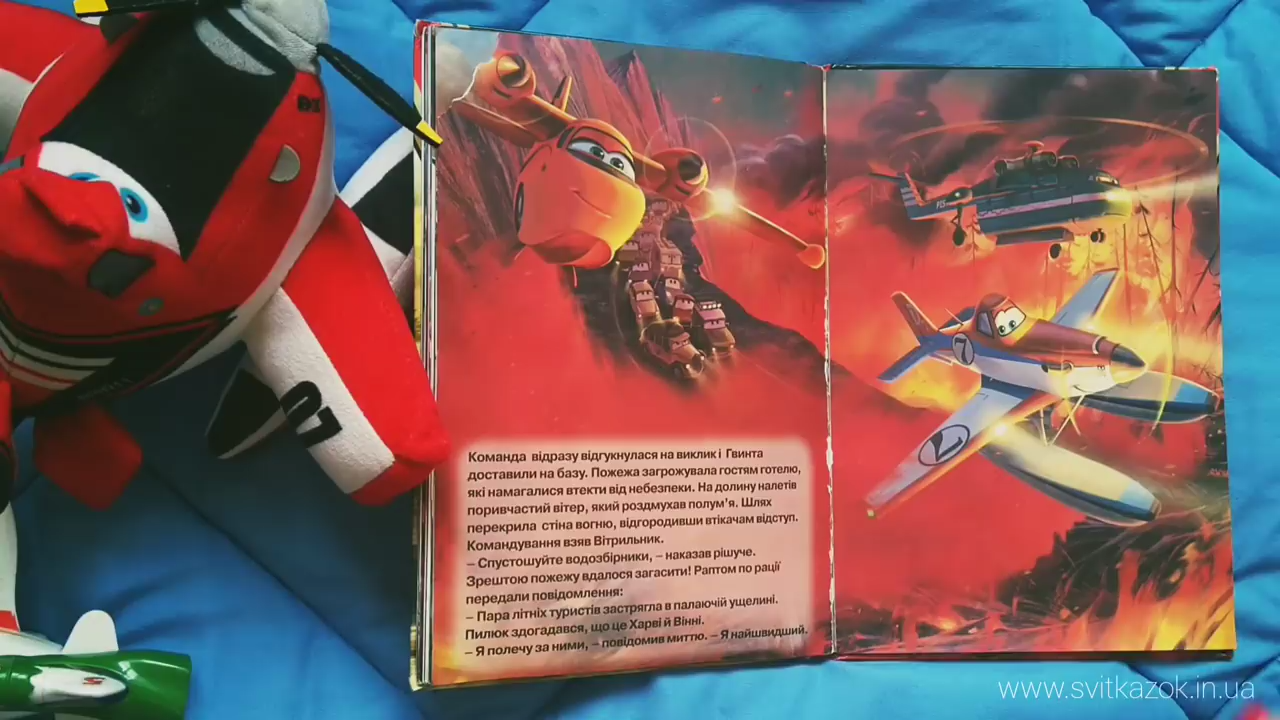 Команда відразу відгукнулася на виклик і Гвинта
доставили на базу. Пожежа загрожувала гостям готелю,
які намагалися втекти від небезпеки. На долину налетів
поривчастий вітер, який роздмухав полум'я. Шлях
перекрила стіна вогню, відгородивши втікачам відступ.
Командування взяв Вітрильник.
– Спустошуйте водозбірники, – наказав рішуче.
Зрештою пожежу вдалося загасити! Раптом по рації
передали повідомлення:
– Пара літніх туристів застрягла в палаючій ущелині.
Пилюк здогадався, що це Харві й Вінні.
– Я полечу за ними, – повідомив миттю. – Я найшвидший.
7
7
www.svitkazok.in.ua